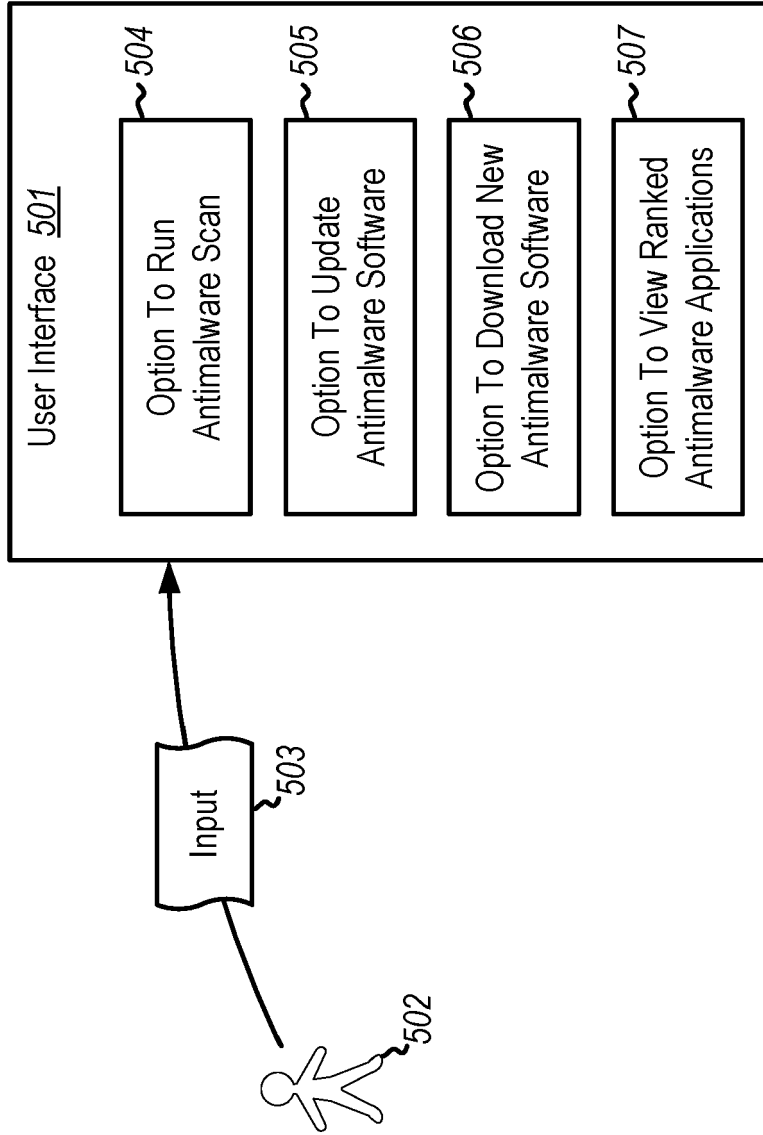 User Interface 501
Option To Run
Antimalware Scan
504
Option To Update
Antimalware Software
505
Option To Download New
Antimalware Software
506
Option To View Ranked
Antimalware Applications
507
Input
503
502